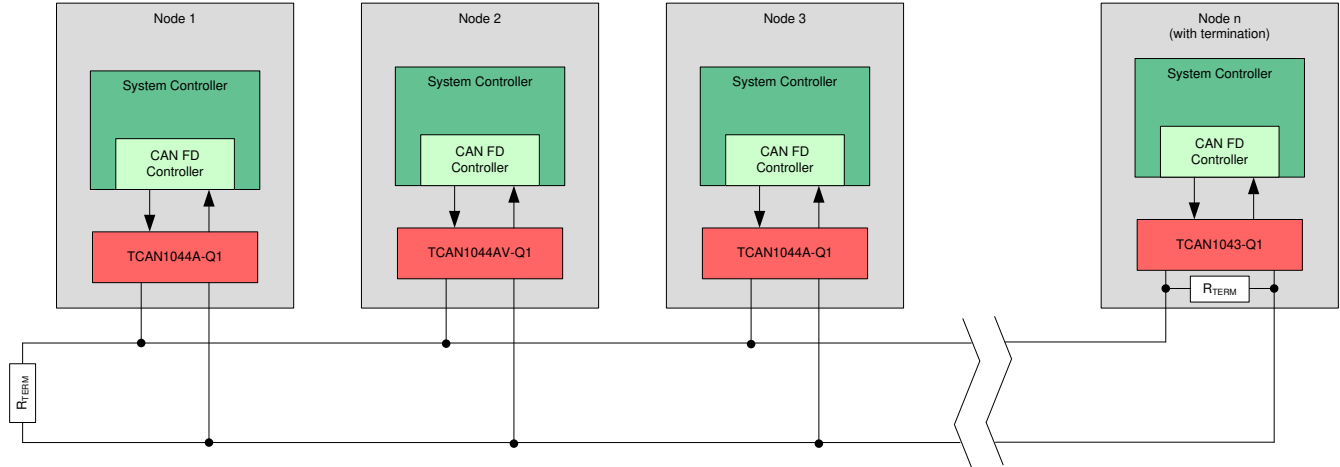 Node 1
System Controller
CAN FD
Controller
TCAN1044A-Q1
Node 2
System Controller
CAN FD
Controller
TCAN1044AV-Q1
Node 3
System Controller
CAN FD
Controller
TCAN1044A-Q1
Node n
(with termination)
System Controller
CAN FD
Controller
TCAN1043-Q1
RTERM
RTERM